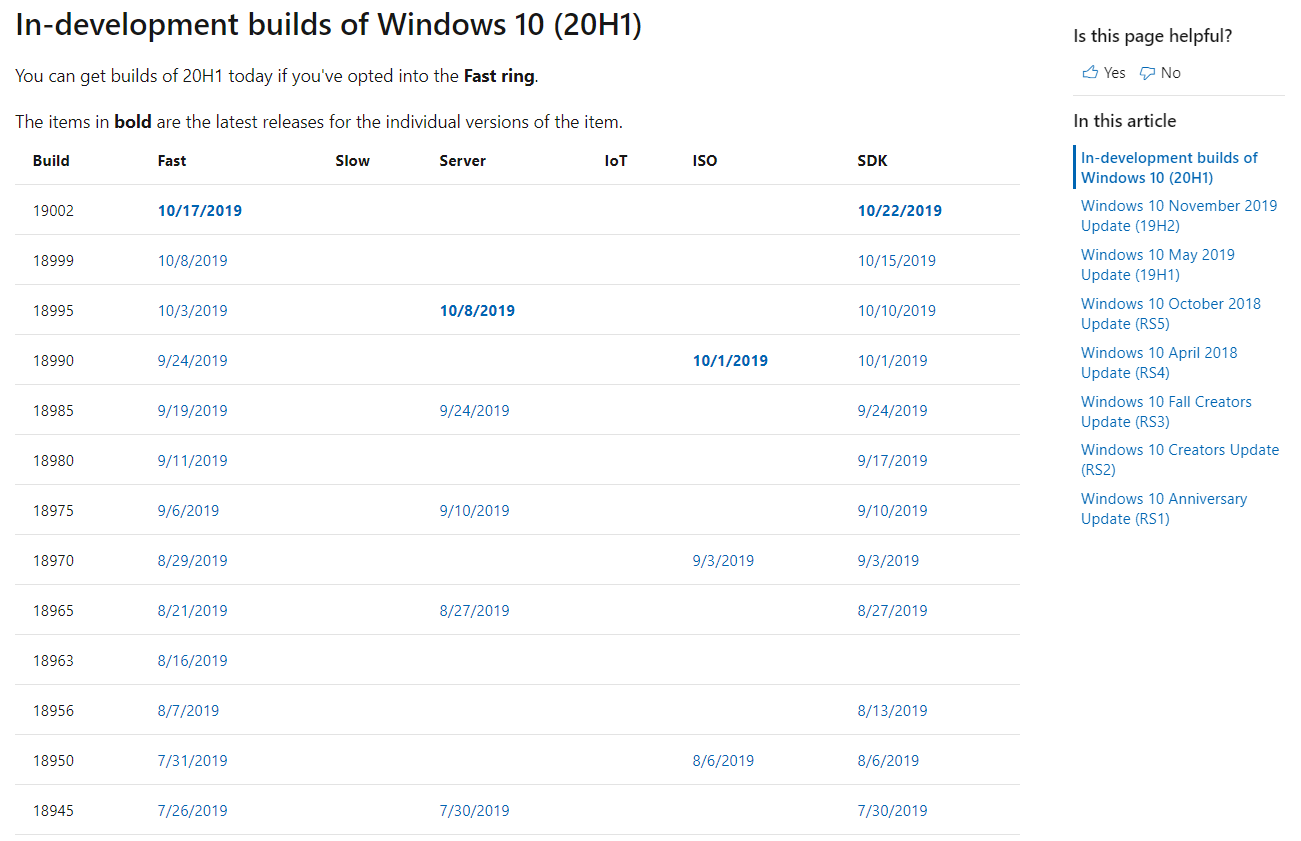 In-development builds of Windows 10 (20H1)
You can get builds of 20H1 today if you've opted into the Fast ring.
The items in bold are the latest releases for the individual versions of the item.
Build Fast Slow Server IoT ISO SDK
19002 10/17/2019 10/22/2019
18999 10/8/2019 10/15/2019
18995 10/3/2019 10/8/2019 10/10/2019
18990 9/24/2019 10/1/2019 10/1/2019
18985 9/19/2019 9/24/2019 9/24/2019
18980 9/11/2019 9/17/2019
18975 9/6/2019 9/10/2019 9/10/2019
18970 8/29/2019 9/3/2019 9/3/2019
18965 8/21/2019 8/27/2019 8/27/2019
18963 8/16/2019
18956 8/7/2019 8/13/2019
18950 7/31/2019 8/6/2019 8/6/2019
18945 7/26/2019 7/30/2019 7/30/2019
Is this page helpful?
Yes No
In this article
In-development builds of
Windows 10 (20H1)
Windows 10 November 2019
Update (19H2)
Windows 10 May 2019
Update (19H1)
Windows 10 October 2018
Update (RS5)
Windows 10 April 2018
Update (RS4)
Windows 10 Fall Creators
Update (RS3)
Windows 10 Creators Update
(RS2)
Windows 10 Anniversary
Update (RS1)